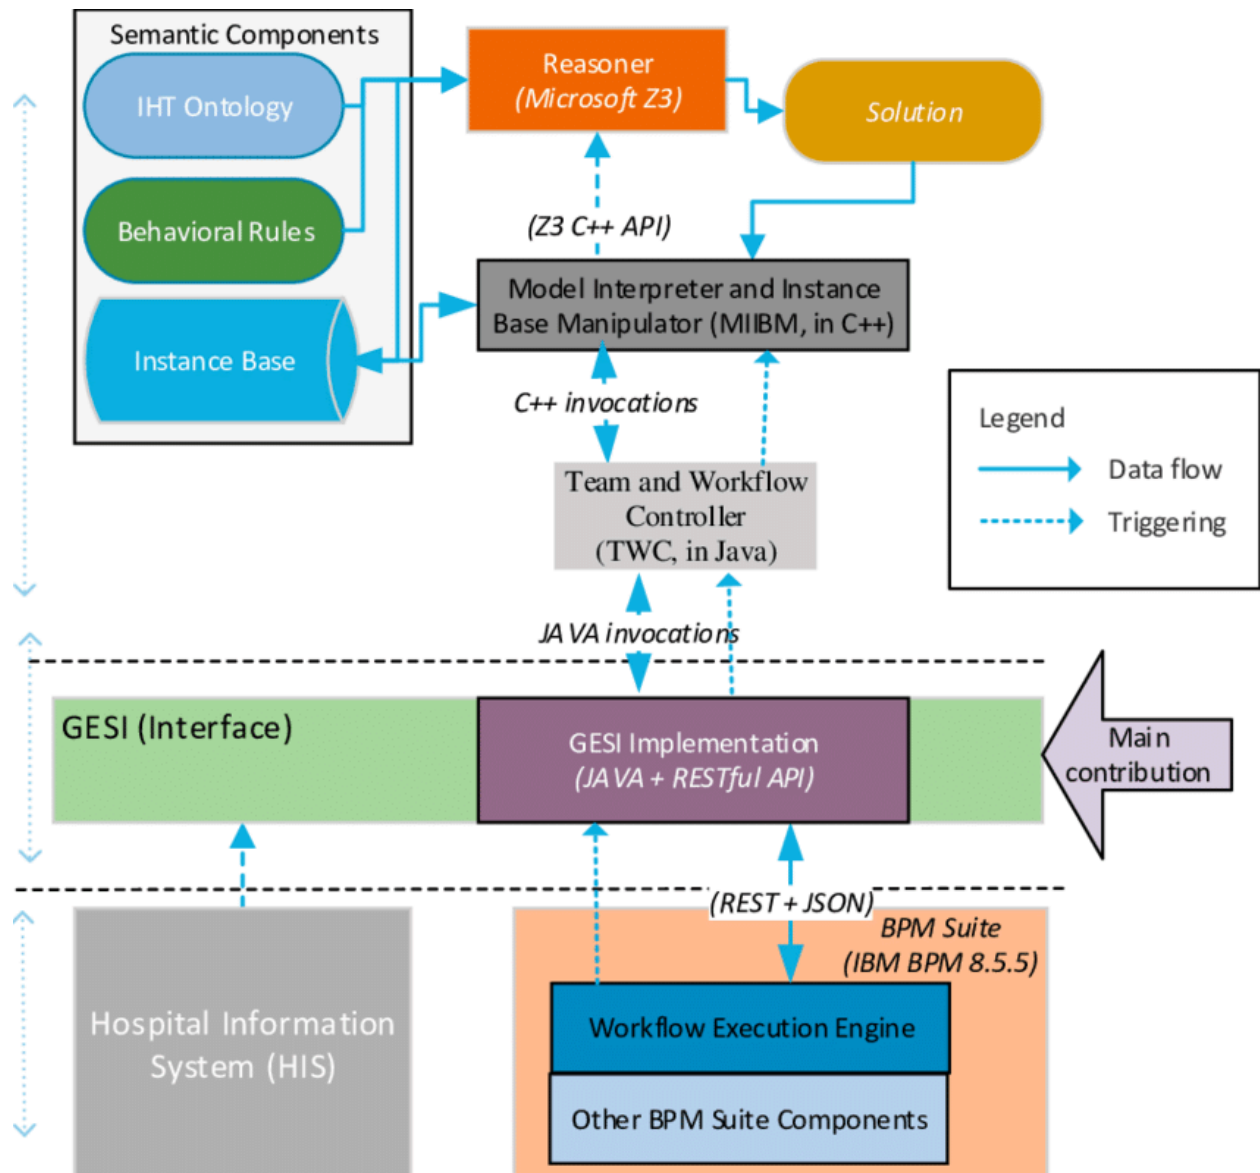 Semantic Components
IHT Ontology
Behavioral Rules
Instance Base
Reasoner
(Microsoft Z3)
Solution
(Z3 C++ API)
Model Interpreter and Instance
Base Manipulator (MIIBM, in C++)
C++ invocations
Team and Workflow
Controller
(TWC, in Java)
Legend
Data flow
Triggering
JAVA invocations
GESI (Interface)
GESI Implementation
(JAVA + RESTful API)
Main
contribution
(REST + JSON)
BPM Suite
(IBM BPM 8.5.5)
Hospital Information
System (HIS)
Workflow Execution Engine
Other BPM Suite Components